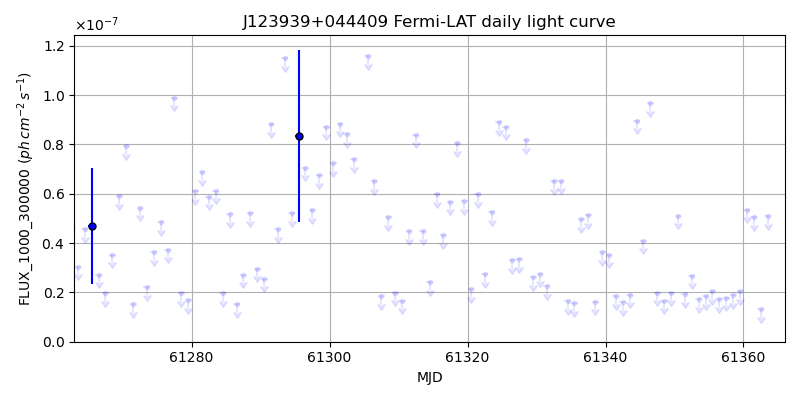 J123939+044409 Fermi-LAT daily light curve
×10⁻⁷
FLUX_1000_300000 (ph cm⁻² s⁻¹)
1.2
1.0
0.8
0.6
0.4
0.2
0.0
61280 61300 61320 61340 61360
MJD